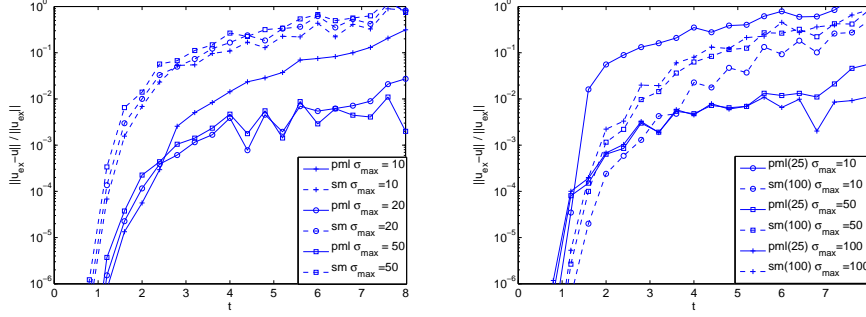 ||u_ex-u|| / ||u_ex||
10^0
10^-1
10^-2
10^-3
10^-4
10^-5
10^-6
0 1 2 3 4 5 6 7 8
t
pml σ_max = 10
sm σ_max =10
pml σ_max = 20
sm σ_max =20
pml σ_max = 50
sm σ_max =50
||u_ex-u|| / ||u_ex||
10^0
10^-1
10^-2
10^-3
10^-4
10^-5
10^-6
0 1 2 3 4 5 6 7 8
t
pml(25) σ_max =10
sm(100) σ_max =10
pml(25) σ_max =50
sm(100) σ_max =50
pml(25) σ_max =100
sm(100) σ_max =100